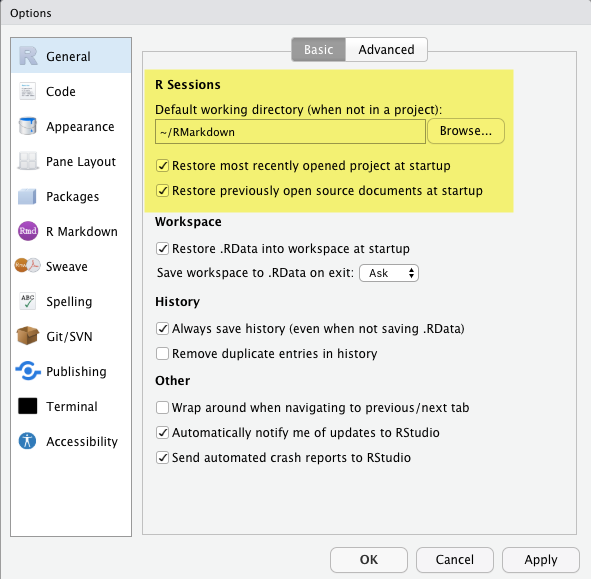 Options
Basic
Advanced
R General
Code
Appearance
Pane Layout
Packages
Rmd R Markdown
Sweave
ABC Spelling
Git/SVN
Publishing
Terminal
Accessibility
R Sessions
Default working directory (when not in a project):
~/RMarkdown
Browse...
Restore most recently opened project at startup
Restore previously open source documents at startup
Workspace
Restore .RData into workspace at startup
Save workspace to .RData on exit: Ask
History
Always save history (even when not saving .RData)
Remove duplicate entries in history
Other
Wrap around when navigating to previous/next tab
Automatically notify me of updates to RStudio
Send automated crash reports to RStudio
OK
Cancel
Apply